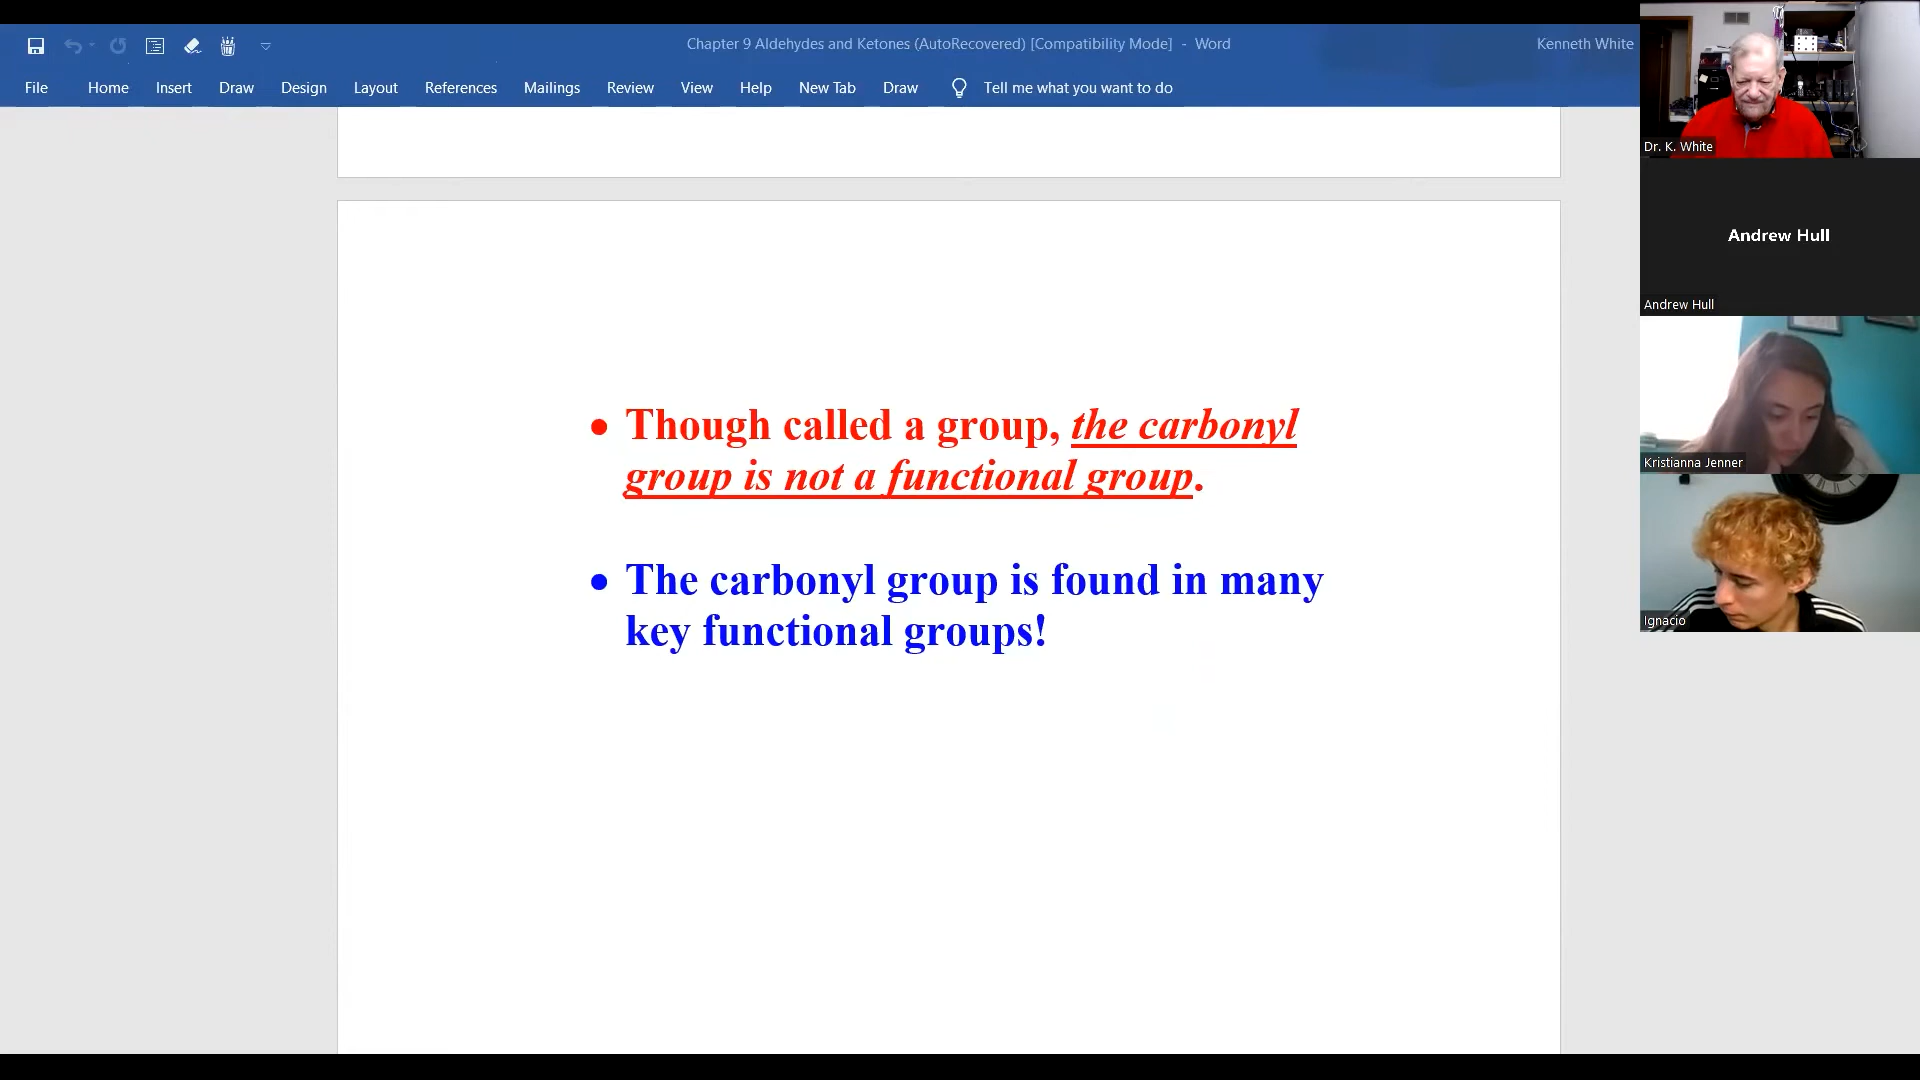 Chapter 9 Aldehydes and Ketones (AutoRecovered) [Compatibility Mode] - Word
Kenneth White
File Home Insert Draw Design Layout References Mailings Review View Help New Tab Draw Tell me what you want to do
Dr. K. White
Andrew Hull
Andrew Hull
Kristianna Jenner
Ignacio
• Though called a group, the carbonyl
group is not a functional group.
• The carbonyl group is found in many
key functional groups!